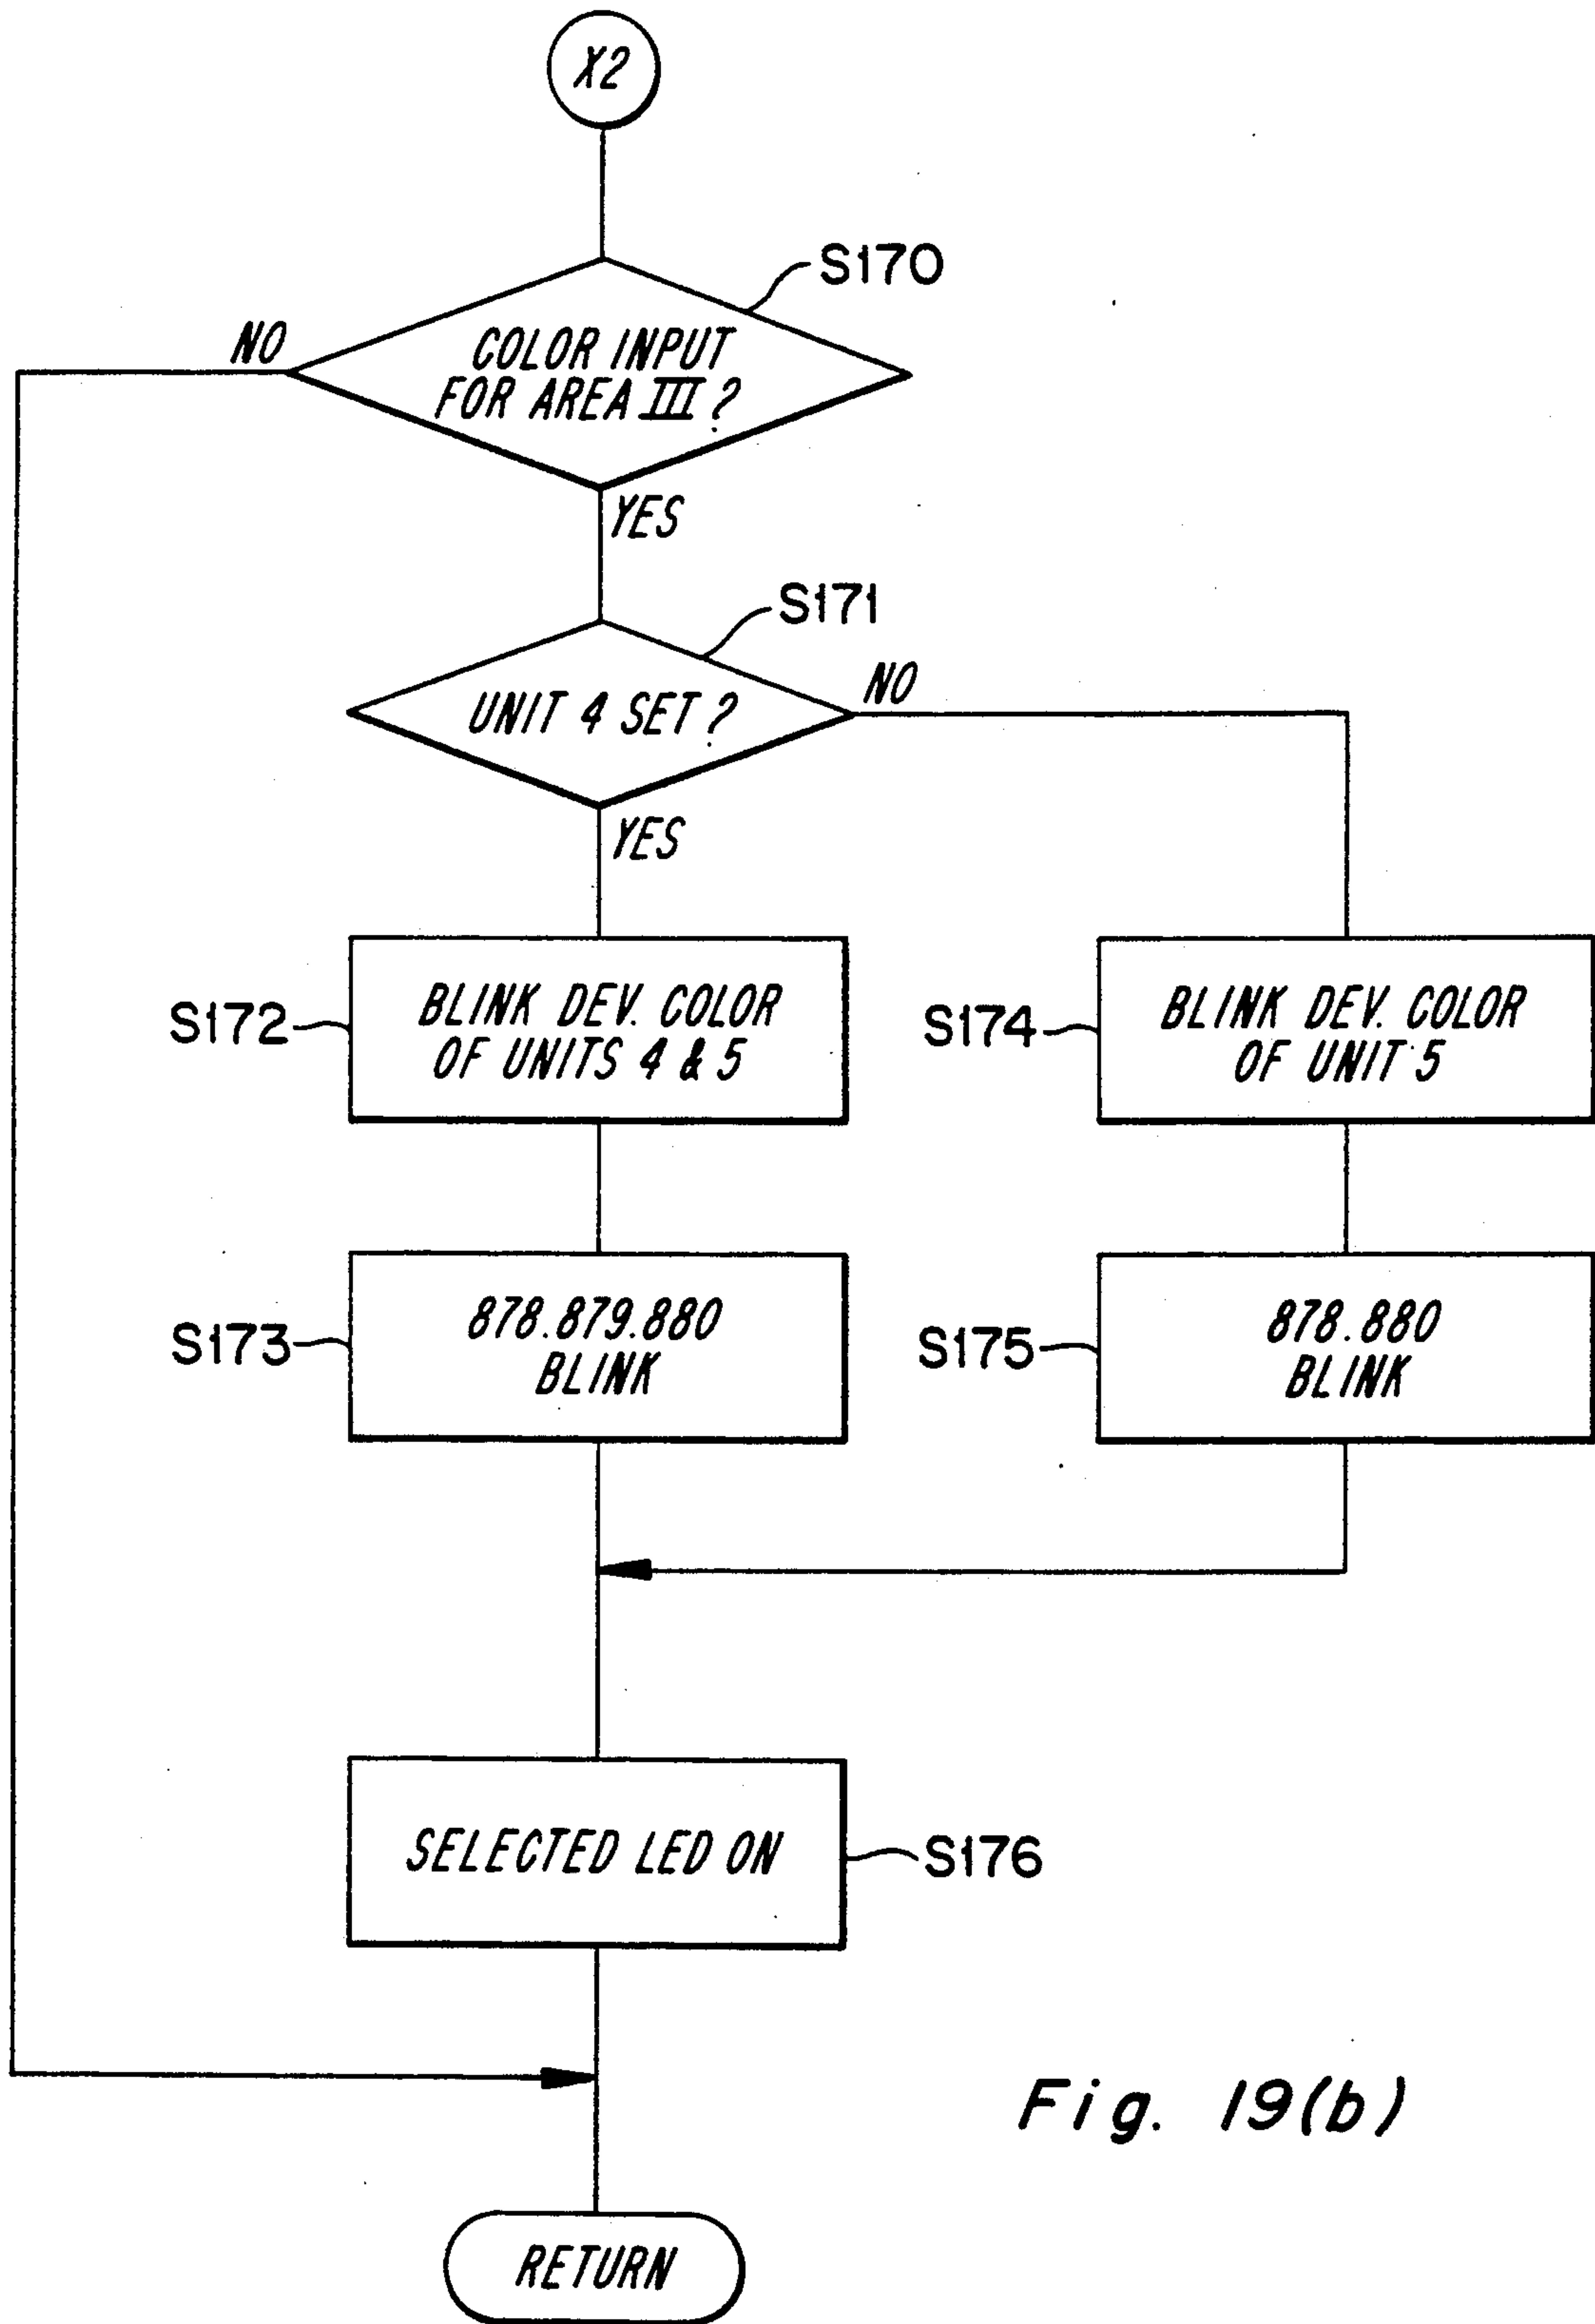 X2
S170
NO
COLOR INPUT
FOR AREA III ?
YES
S171
NO
UNIT 4 SET ?
YES
S172
BLINK DEV. COLOR
OF UNITS 4 & 5
S174
BLINK DEV. COLOR
OF UNIT 5
S173
878.879.880
BLINK
S175
878.880
BLINK
SELECTED LED ON
S176
Fig. 19(b)
RETURN